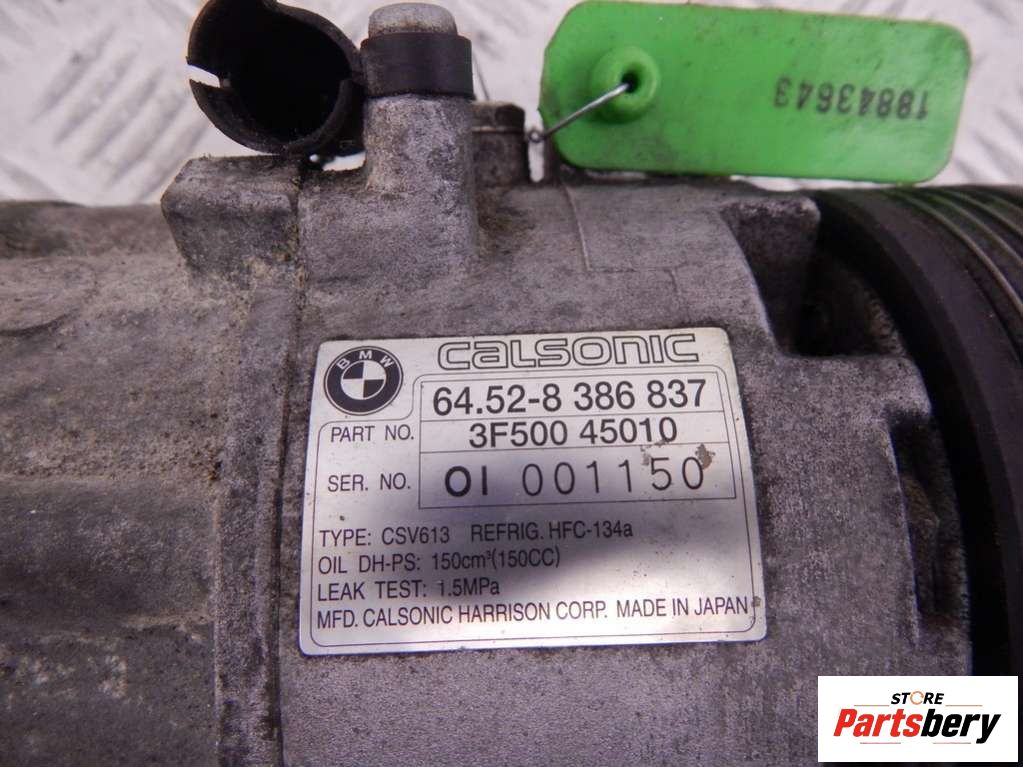 18843643
BMW CALSONIC
64.52-8 386 837
PART NO. 3F500 45010
SER. NO. OI 001150
TYPE: CSV613 REFRIG. HFC-134a
OIL DH-PS: 150cm³(150CC)
LEAK TEST: 1.5MPa
MFD. CALSONIC HARRISON CORP. MADE IN JAPAN
STORE
Partsbery